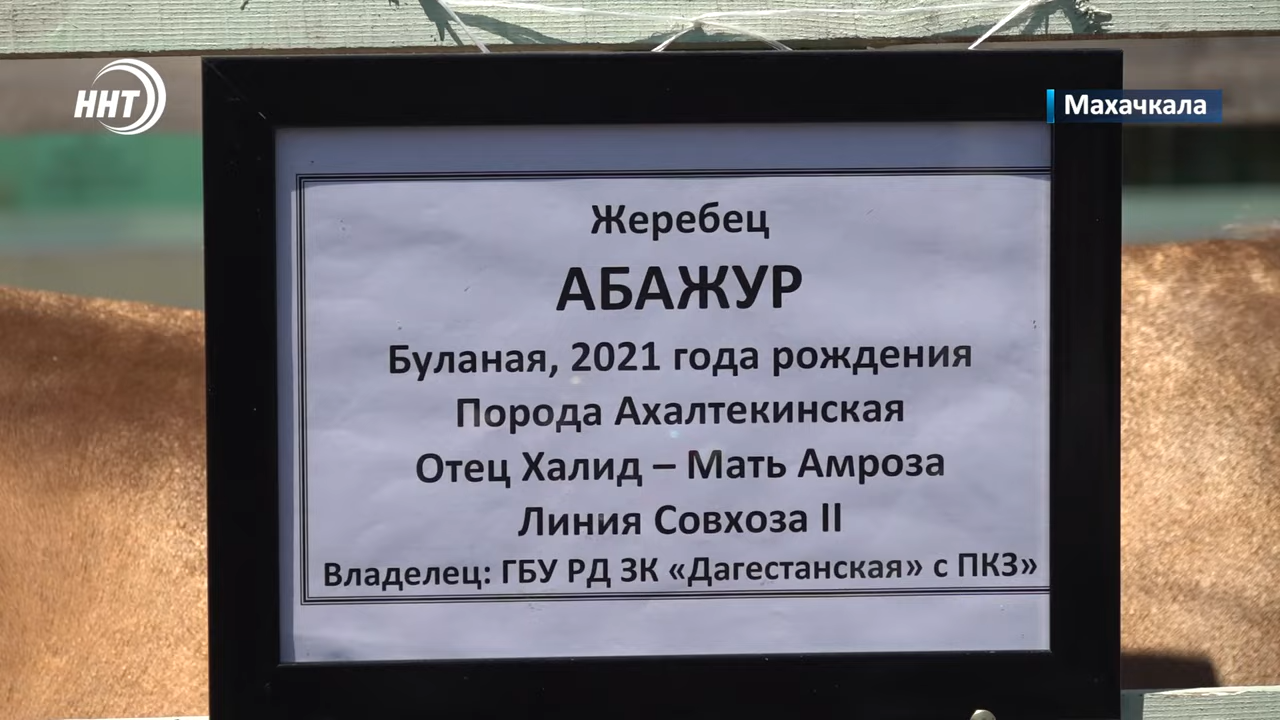 ННТ
Махачкала
Жеребец
АБАЖУР
Буланая, 2021 года рождения
Порода Ахалтекинская
Отец Халид – Мать Амроза
Линия Совхоза II
Владелец: ГБУ РД ЗК «Дагестанская» с ПКЗ»